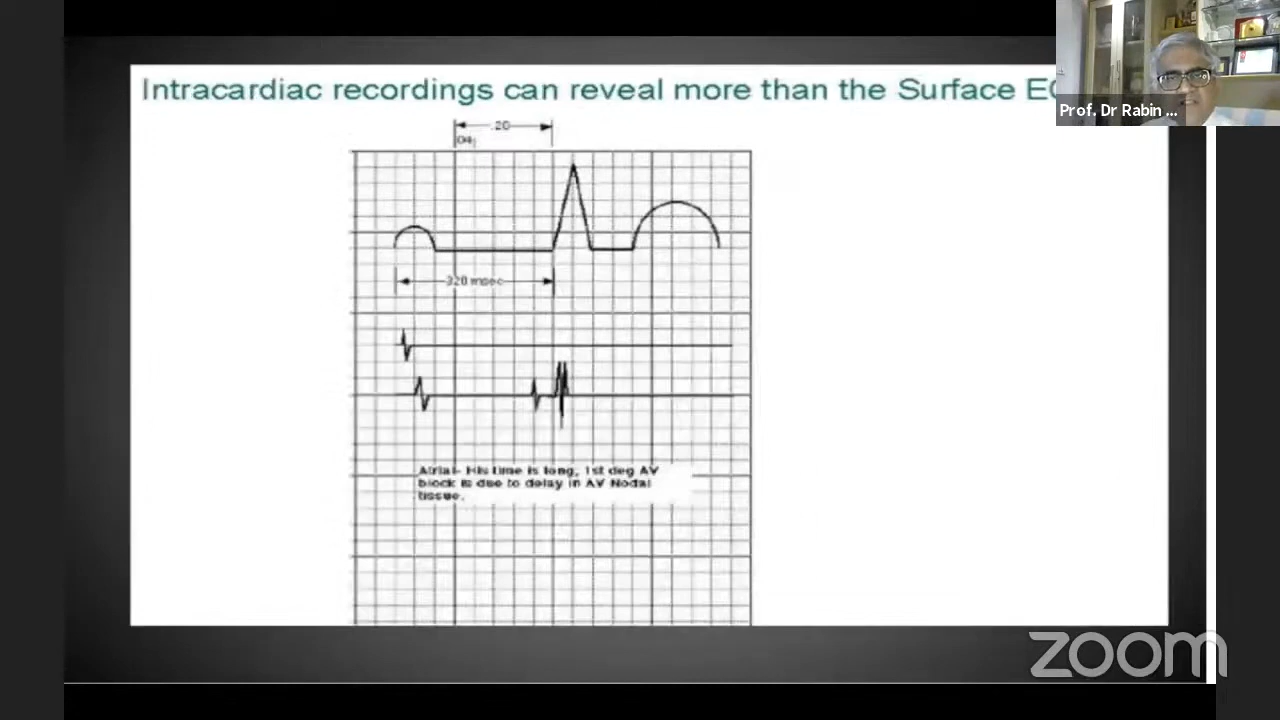 Intracardiac recordings can reveal more than the Surface
Prof. Dr Rabin ...
.20
.04
320 msec
Atrial- His time is long, 1st deg AV
block is due to delay in AV Nodal
tissue.
zoom